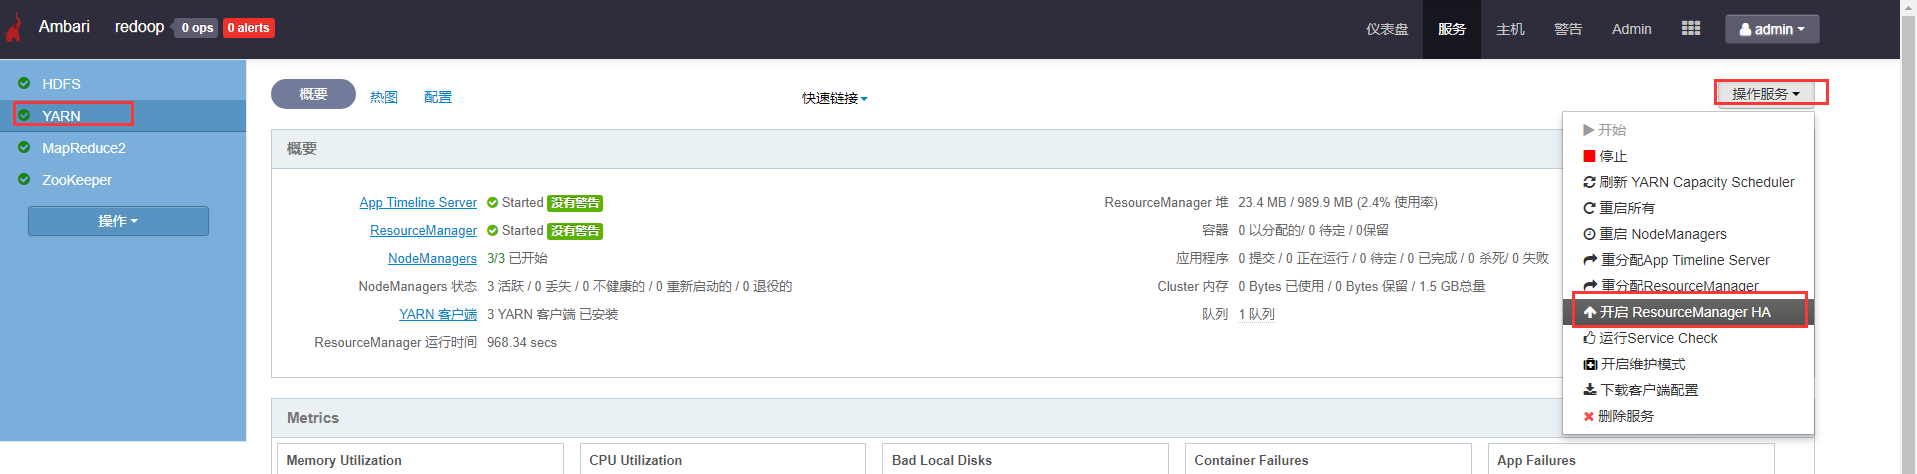 Ambari redoop 0 ops 0 alerts 仪表盘 服务 主机 警告 Admin admin
HDFS
YARN
MapReduce2
ZooKeeper
操作
概要 热图 配置 快速链接 操作服务
概要
App Timeline Server Started 没有警告
ResourceManager Started 没有警告
NodeManagers 3/3 已开始
NodeManagers 状态 3 活跃 / 0 丢失 / 0 不健康的 / 0 重新启动的 / 0 退役的
YARN 客户端 3 YARN 客户端 已安装
ResourceManager 运行时间 968.34 secs
ResourceManager 堆 23.4 MB / 989.9 MB (2.4% 使用率)
容器 0 以分配的/ 0 待定 / 0保留
应用程序 0 提交 / 0 正在运行 / 0 待定 / 0 已完成 / 0 杀死/ 0 失败
Cluster 内存 0 Bytes 已使用 / 0 Bytes 保留 / 1.5 GB总量
队列 1 队列
开始
停止
刷新 YARN Capacity Scheduler
重启所有
重启 NodeManagers
重分配App Timeline Server
重分配ResourceManager
开启 ResourceManager HA
运行Service Check
开启维护模式
下载客户端配置
删除服务
Metrics
Memory Utilization CPU Utilization Bad Local Disks Container Failures App Failures